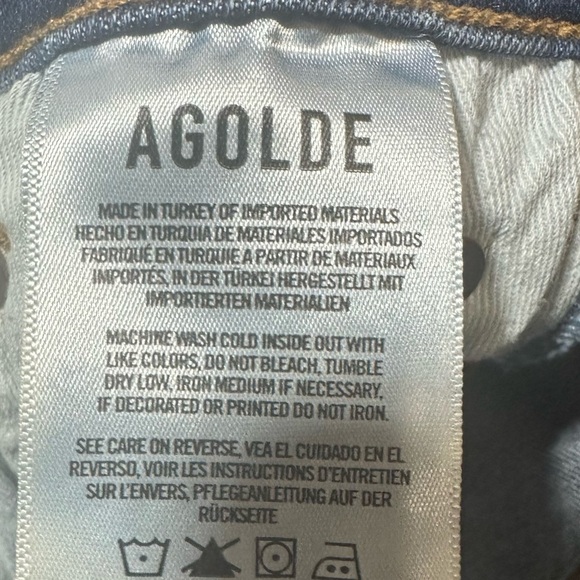 AGOLDE
MADE IN TURKEY OF IMPORTED MATERIALS
HECHO EN TURQUIA DE MATERIALES IMPORTADOS
FABRIQUÉ EN TURQUIE A PARTIR DE MATERIAUX
IMPORTÉS, IN DER TÜRKEI HERGESTELLT MIT
IMPORTIERTEN MATERIALIEN
MACHINE WASH COLD INSIDE OUT WITH
LIKE COLORS, DO NOT BLEACH, TUMBLE
DRY LOW, IRON MEDIUM IF NECESSARY,
IF DECORATED OR PRINTED DO NOT IRON.
SEE CARE ON REVERSE, VEA EL CUIDADO EN EL
REVERSO, VOIR LES INSTRUCTIONS D'ENTRETIEN
SUR L'ENVERS, PFLEGEANLEITUNG AUF DER
RÜCKSEITE